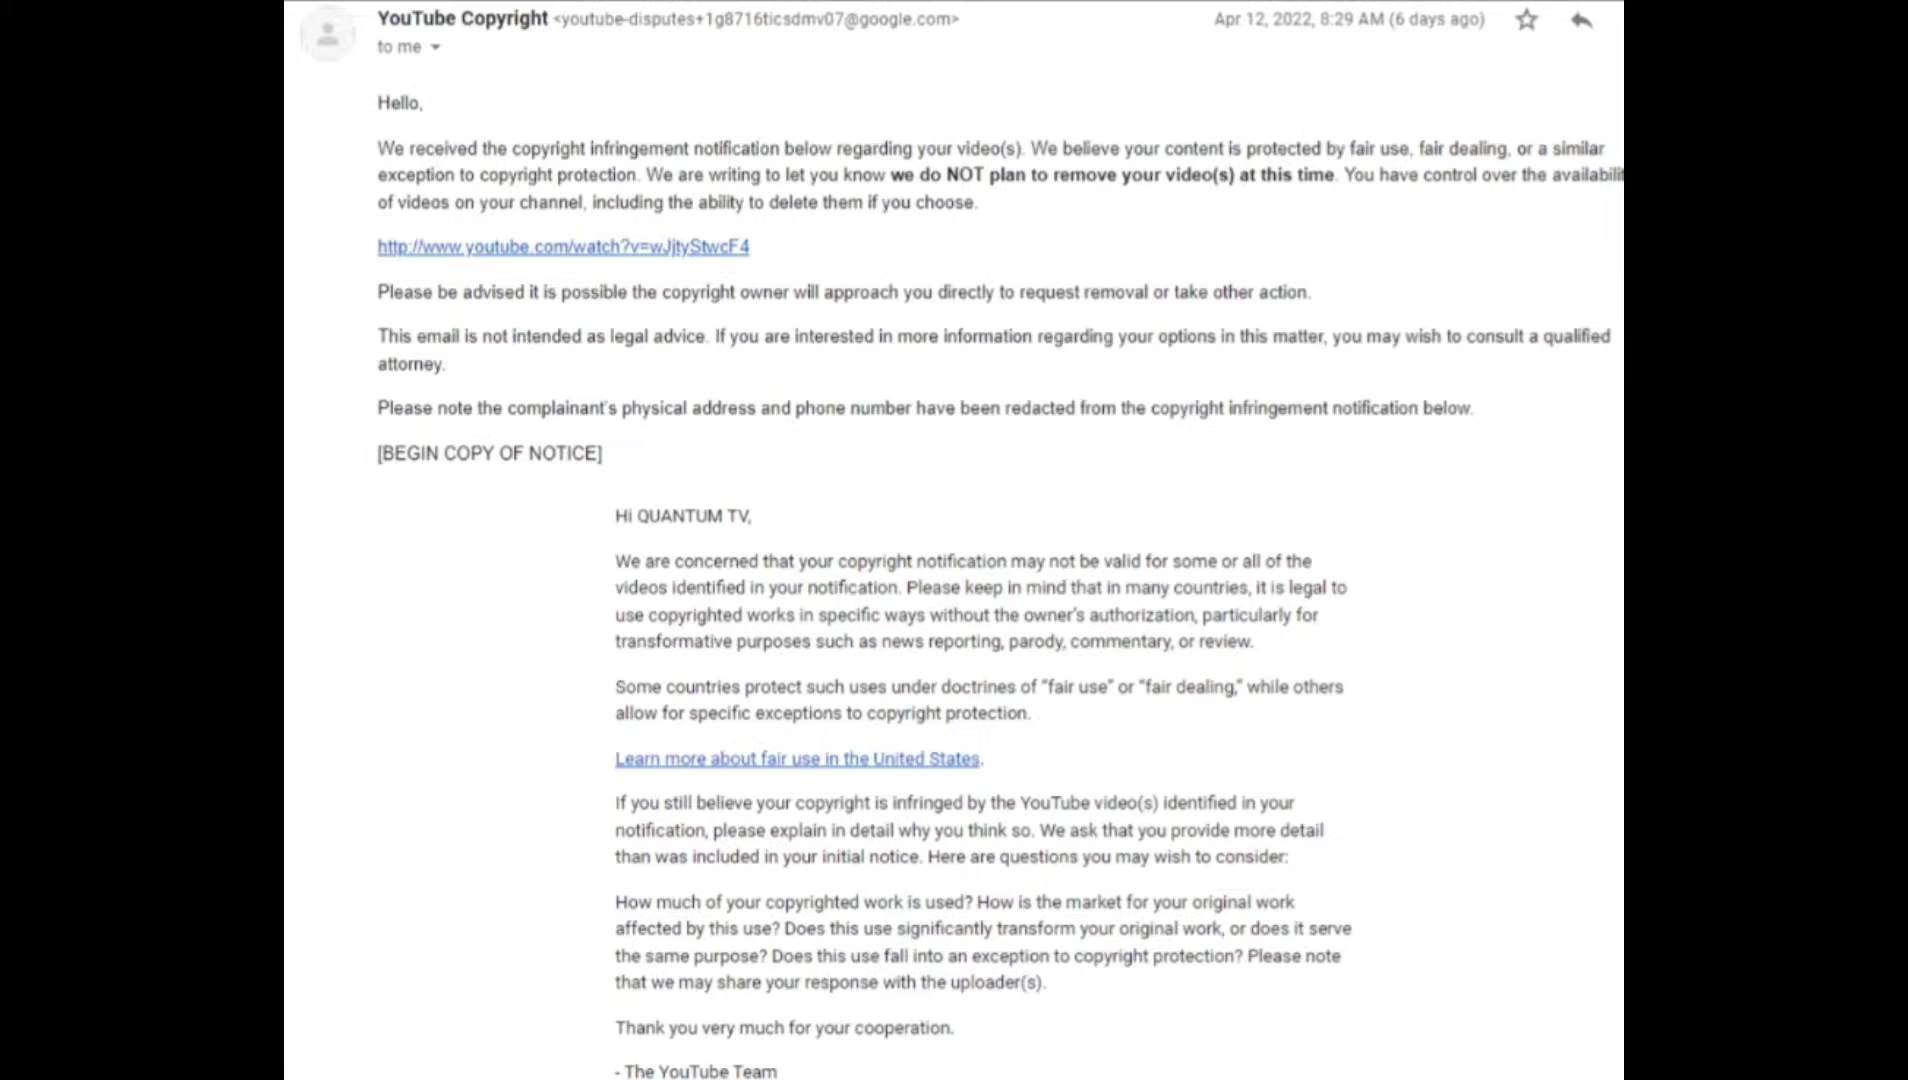 YouTube Copyright <youtube-disputes+1g8716ticsdmv07@google.com> Apr 12, 2022, 8:29 AM (6 days ago)
to me
Hello,
We received the copyright infringement notification below regarding your video(s). We believe your content is protected by fair use, fair dealing, or a similar
exception to copyright protection. We are writing to let you know we do NOT plan to remove your video(s) at this time. You have control over the availabilit
of videos on your channel, including the ability to delete them if you choose.
http://www.youtube.com/watch?v=wJjtyStwcF4
Please be advised it is possible the copyright owner will approach you directly to request removal or take other action.
This email is not intended as legal advice. If you are interested in more information regarding your options in this matter, you may wish to consult a qualified
attorney.
Please note the complainant's physical address and phone number have been redacted from the copyright infringement notification below.
[BEGIN COPY OF NOTICE]
Hi QUANTUM TV,
We are concerned that your copyright notification may not be valid for some or all of the
videos identified in your notification. Please keep in mind that in many countries, it is legal to
use copyrighted works in specific ways without the owner's authorization, particularly for
transformative purposes such as news reporting, parody, commentary, or review.
Some countries protect such uses under doctrines of “fair use” or “fair dealing,” while others
allow for specific exceptions to copyright protection.
Learn more about fair use in the United States.
If you still believe your copyright is infringed by the YouTube video(s) identified in your
notification, please explain in detail why you think so. We ask that you provide more detail
than was included in your initial notice. Here are questions you may wish to consider:
How much of your copyrighted work is used? How is the market for your original work
affected by this use? Does this use significantly transform your original work, or does it serve
the same purpose? Does this use fall into an exception to copyright protection? Please note
that we may share your response with the uploader(s).
Thank you very much for your cooperation.
- The YouTube Team